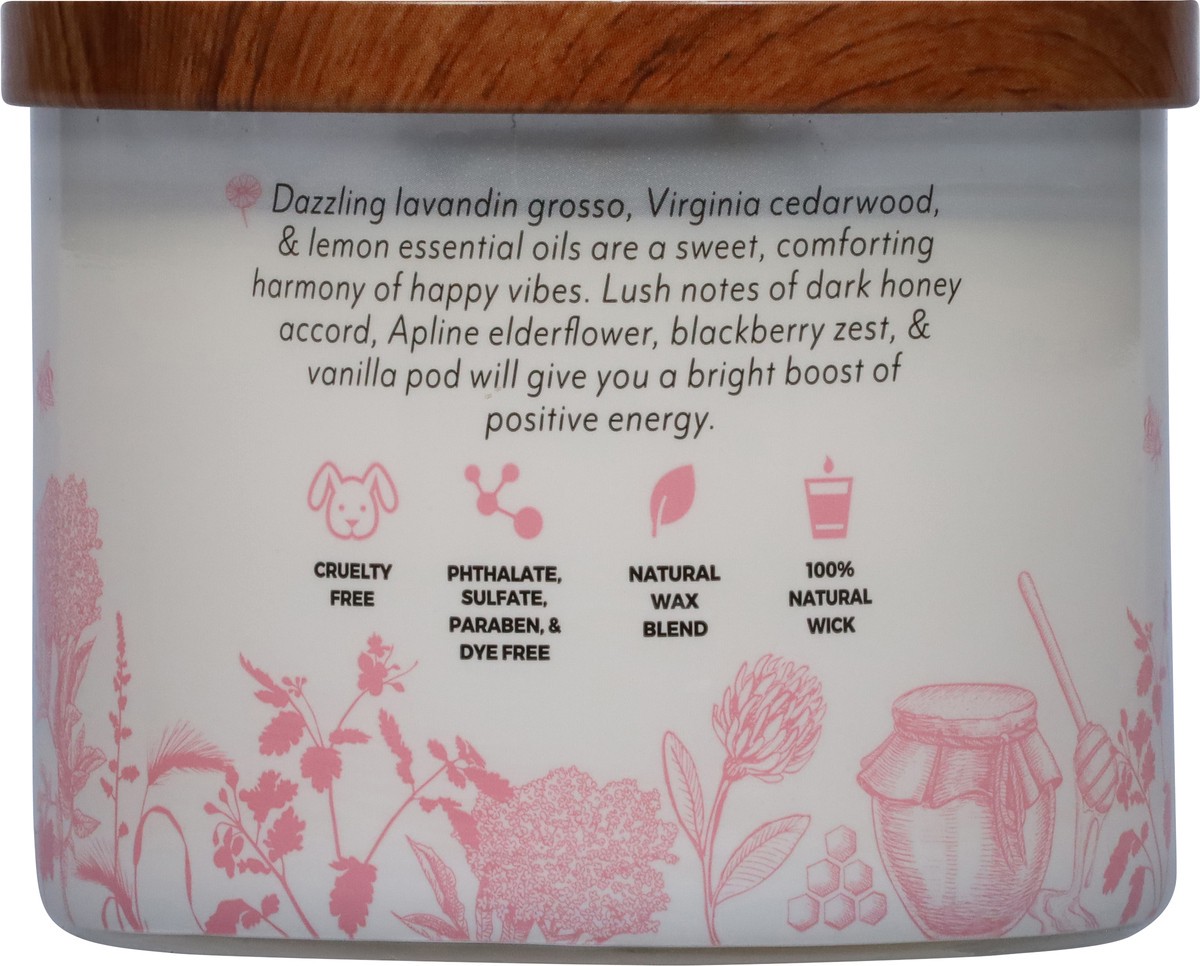 Dazzling lavandin grosso, Virginia cedarwood,
& lemon essential oils are a sweet, comforting
harmony of happy vibes. Lush notes of dark honey
accord, Apline elderflower, blackberry zest, &
vanilla pod will give you a bright boost of
positive energy.
CRUELTY
FREE
PHTHALATE,
SULFATE,
PARABEN, &
DYE FREE
NATURAL
WAX
BLEND
100%
NATURAL
WICK